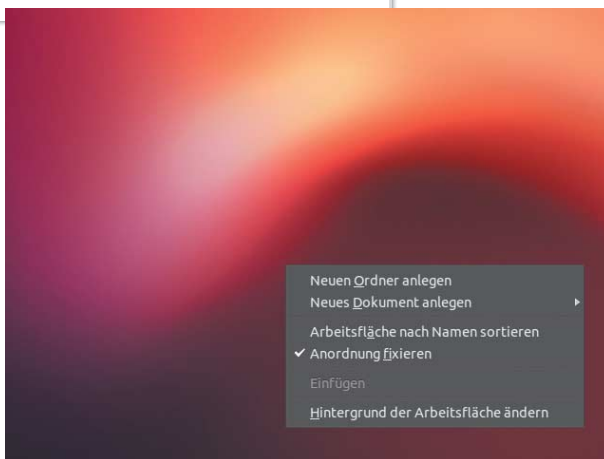 Neuen Ordner anlegen
Neues Dokument anlegen
Arbeitsfläche nach Namen sortieren
Anordnung fixieren
Einfügen
Hintergrund der Arbeitsfläche ändern